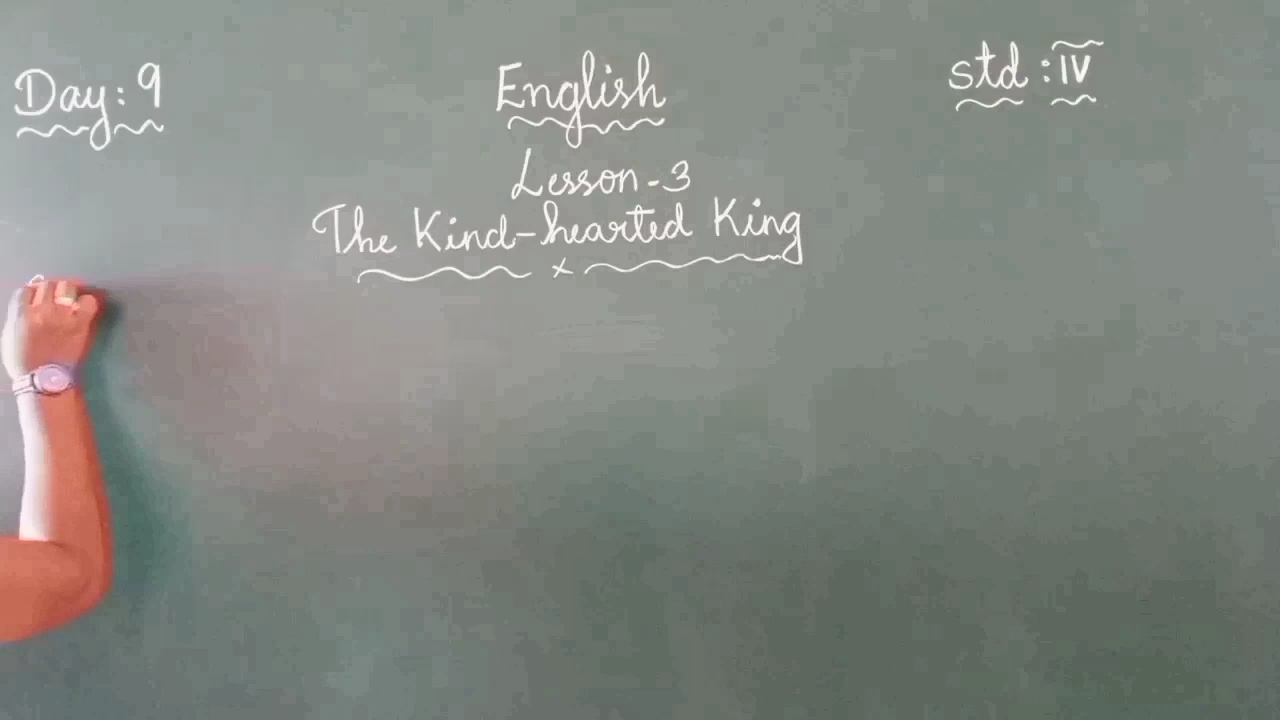 Day: 9
English
std : IV
Lesson-3
The Kind-hearted King